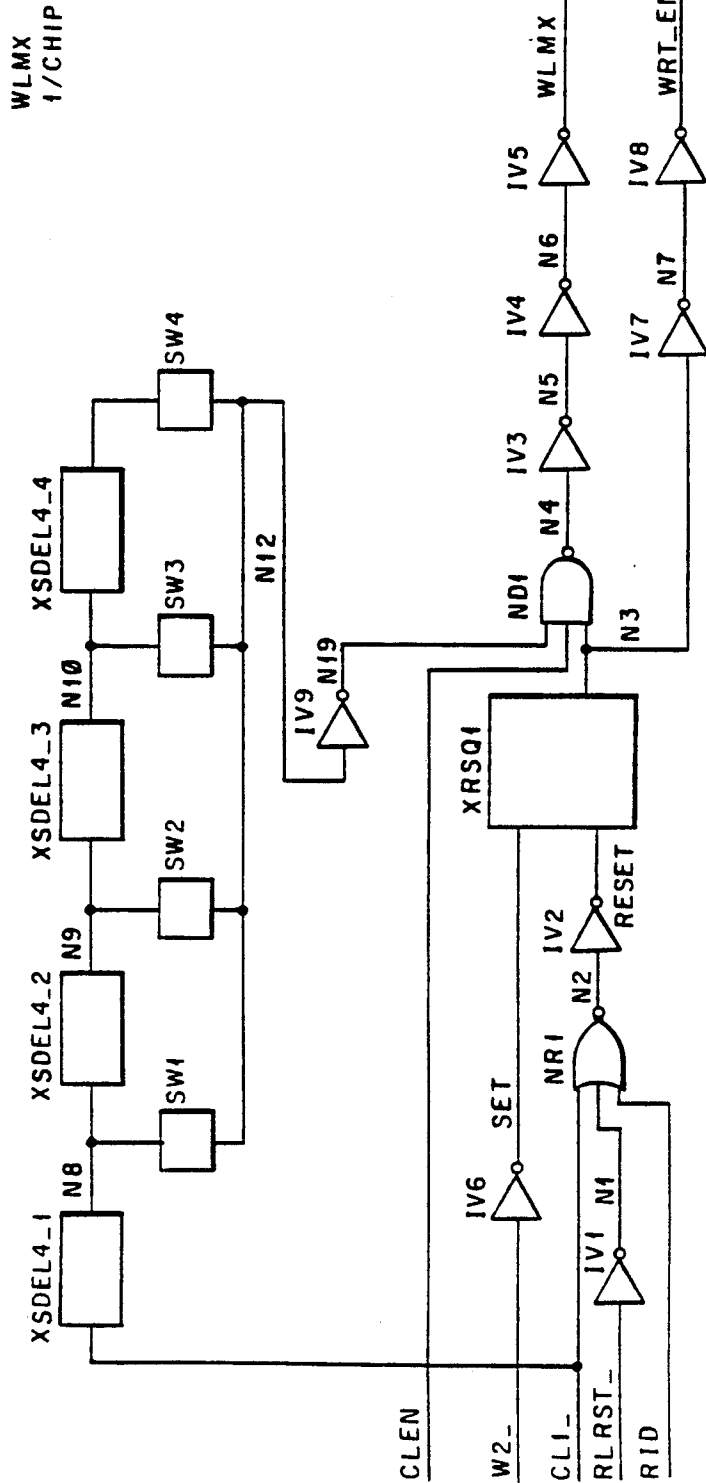 WLMX
1/CHIP
XSDEL4_1
N8
XSDEL4_2
N9
XSDEL4_3
N10
XSDEL4_4
SW1
SW2
SW3
SW4
N12
IV9
N19
CLEN
W2_
IV6
SET
XRSQ1
ND1
N4
IV3
N5
IV4
N6
IV5
WLMX
CL1_
RLRST_
IV1
N1
RID
NR1
N2
IV2
RESET
N3
IV7
N7
IV8